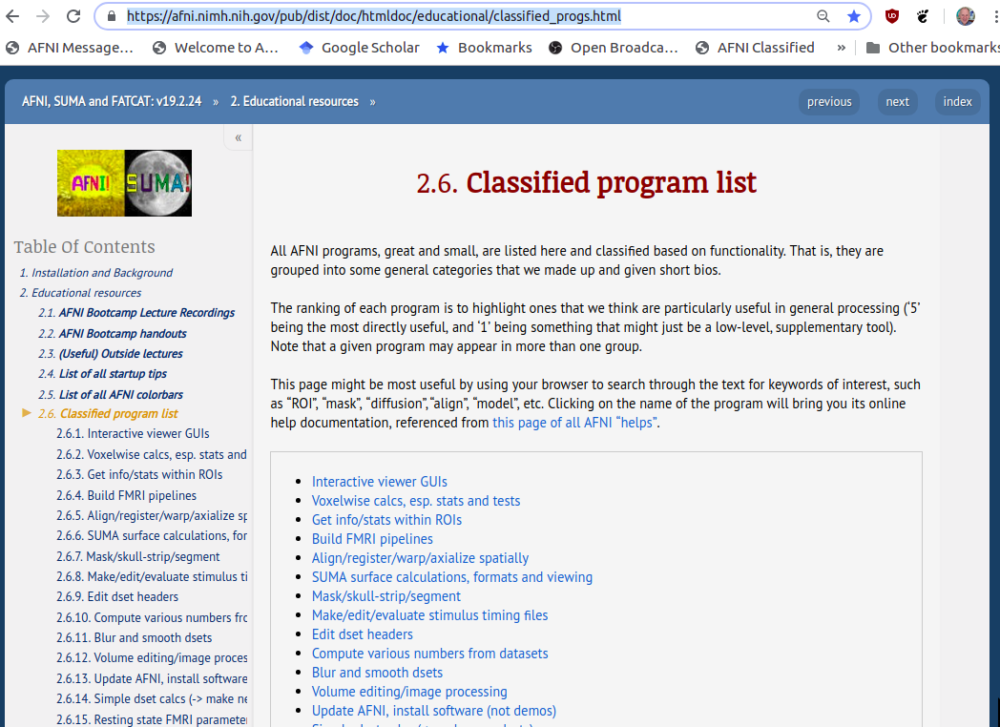 https://afni.nimh.nih.gov/pub/dist/doc/htmldoc/educational/classified_progs.html
AFNI Message… Welcome to A… Google Scholar Bookmarks Open Broadca… AFNI Classified » Other bookmarks
AFNI, SUMA and FATCAT: v19.2.24 » 2. Educational resources » previous next index
«
AFNI! SUMA!
Table Of Contents
1. Installation and Background
2. Educational resources
2.1. AFNI Bootcamp Lecture Recordings
2.2. AFNI Bootcamp handouts
2.3. (Useful) Outside lectures
2.4. List of all startup tips
2.5. List of all AFNI colorbars
2.6. Classified program list
2.6.1. Interactive viewer GUIs
2.6.2. Voxelwise calcs, esp. stats and
2.6.3. Get info/stats within ROIs
2.6.4. Build FMRI pipelines
2.6.5. Align/register/warp/axialize sp
2.6.6. SUMA surface calculations, for
2.6.7. Mask/skull-strip/segment
2.6.8. Make/edit/evaluate stimulus ti
2.6.9. Edit dset headers
2.6.10. Compute various numbers fro
2.6.11. Blur and smooth dsets
2.6.12. Volume editing/image proces
2.6.13. Update AFNI, install software
2.6.14. Simple dset calcs (-> make ne
2.6.15. Resting state FMRI parameter
2.6. Classified program list
All AFNI programs, great and small, are listed here and classified based on functionality. That is, they are
grouped into some general categories that we made up and given short bios.
The ranking of each program is to highlight ones that we think are particularly useful in general processing (‘5’
being the most directly useful, and ‘1’ being something that might just be a low-level, supplementary tool).
Note that a given program may appear in more than one group.
This page might be most useful by using your browser to search through the text for keywords of interest, such
as “ROI”, “mask”, “diffusion”,“align”, “model”, etc. Clicking on the name of the program will bring you its online
help documentation, referenced from this page of all AFNI “helps”.
Interactive viewer GUIs
Voxelwise calcs, esp. stats and tests
Get info/stats within ROIs
Build FMRI pipelines
Align/register/warp/axialize spatially
SUMA surface calculations, formats and viewing
Mask/skull-strip/segment
Make/edit/evaluate stimulus timing files
Edit dset headers
Compute various numbers from datasets
Blur and smooth dsets
Volume editing/image processing
Update AFNI, install software (not demos)